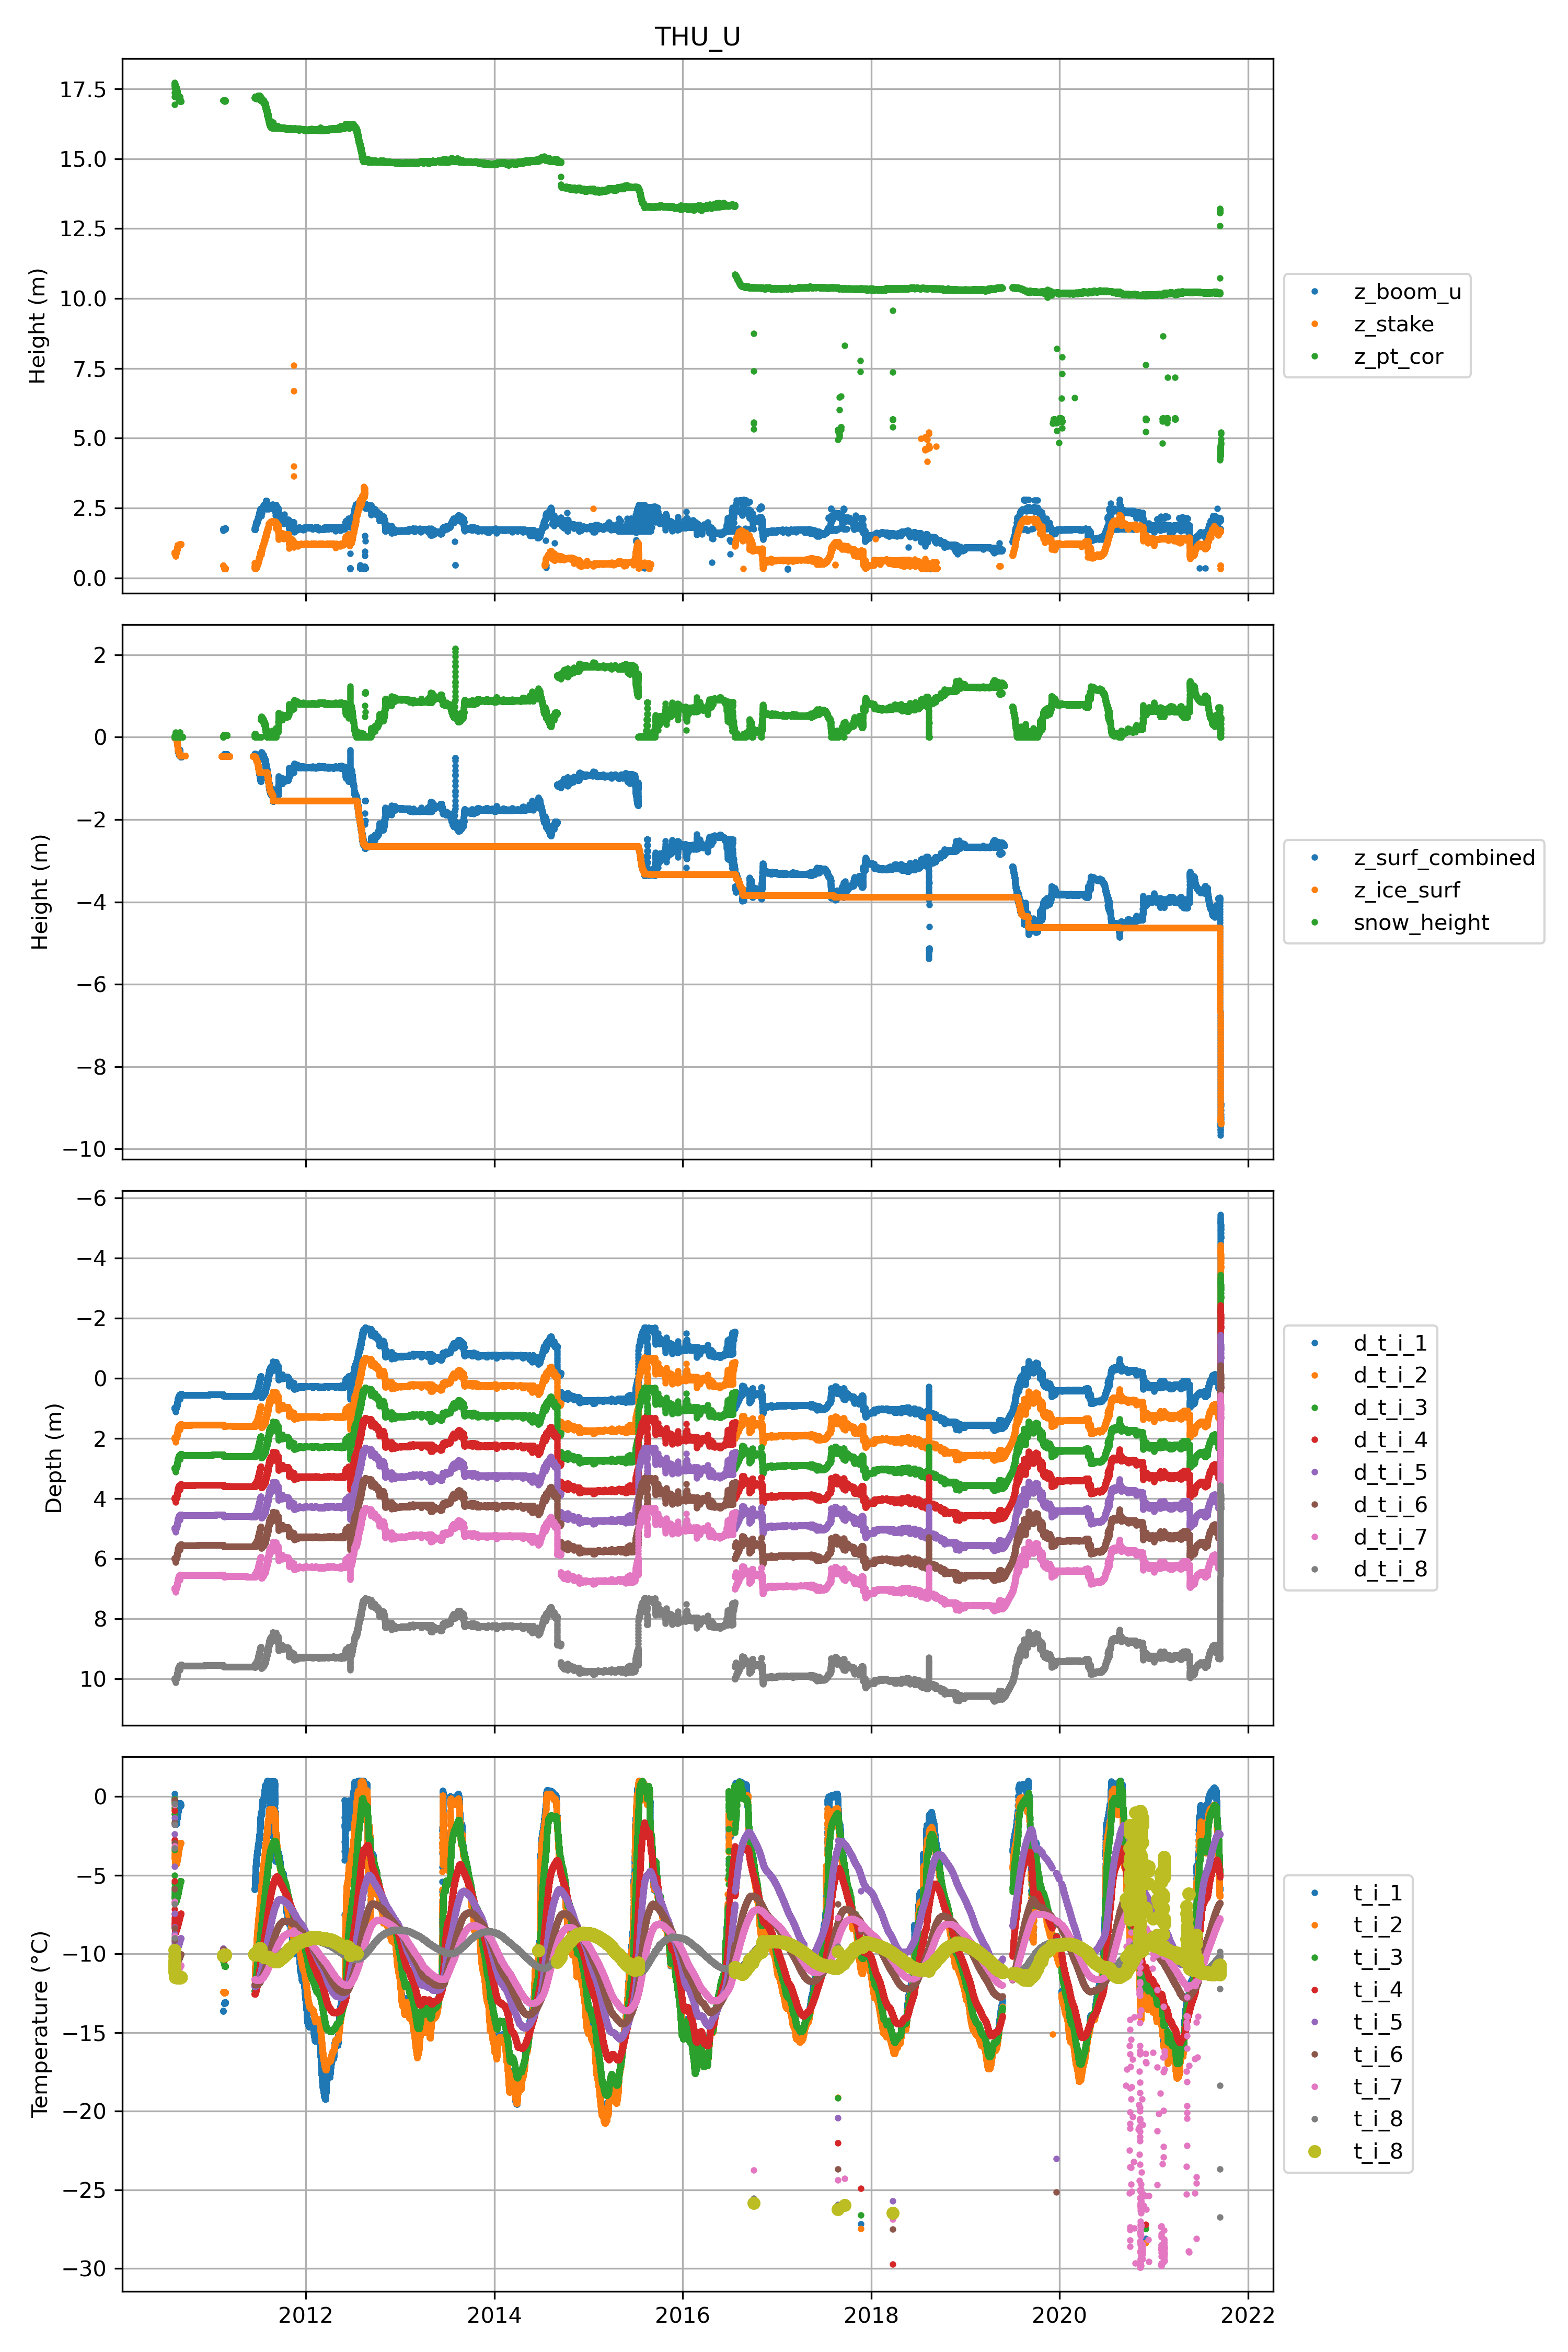 THU_U
17.5
15.0
12.5
10.0
7.5
5.0
2.5
0.0
Height (m)
z_boom_u
z_stake
z_pt_cor
2
0
−2
−4
−6
−8
−10
Height (m)
z_surf_combined
z_ice_surf
snow_height
−6
−4
−2
0
2
4
6
8
10
Depth (m)
d_t_i_1
d_t_i_2
d_t_i_3
d_t_i_4
d_t_i_5
d_t_i_6
d_t_i_7
d_t_i_8
0
−5
−10
−15
−20
−25
−30
Temperature (°C)
t_i_1
t_i_2
t_i_3
t_i_4
t_i_5
t_i_6
t_i_7
t_i_8
t_i_8
2012 2014 2016 2018 2020 2022